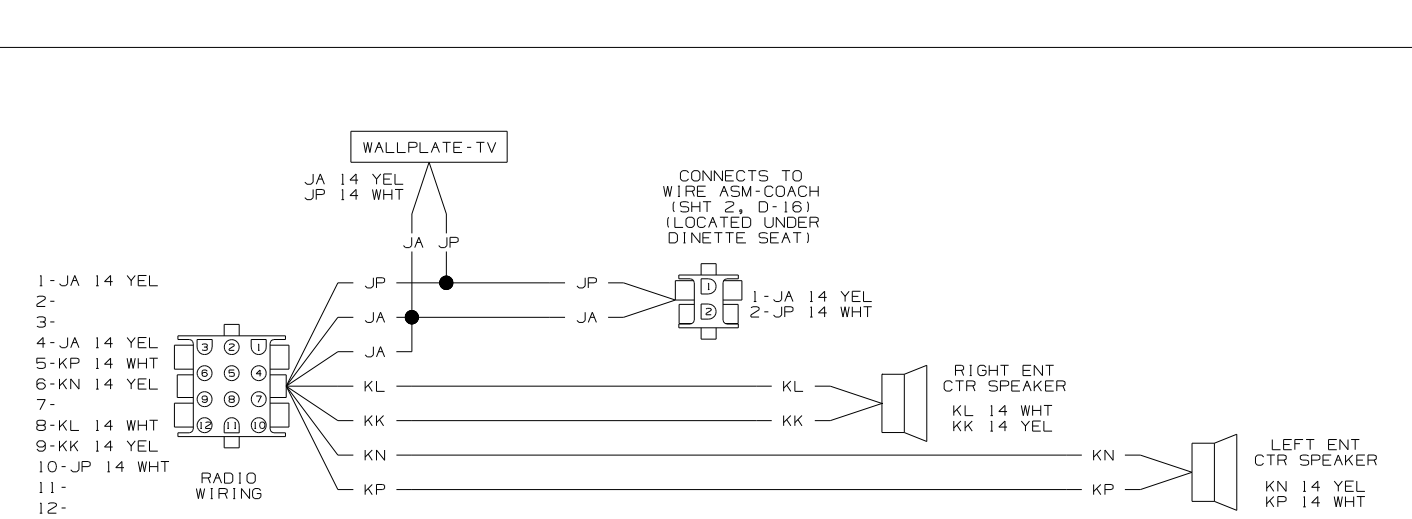 WALLPLATE-TV
JA 14 YEL
JP 14 WHT
JA JP
CONNECTS TO
WIRE ASM-COACH
(SHT 2, D-16)
(LOCATED UNDER
DINETTE SEAT)
1-JA 14 YEL
2-
3-
4-JA 14 YEL
5-KP 14 WHT
6-KN 14 YEL
7-
8-KL 14 WHT
9-KK 14 YEL
10-JP 14 WHT
11-
12-
3 2 1
6 5 4
9 8 7
12 11 10
RADIO
WIRING
JP JP
JA JA
JA
KL KL
KK KK
KN KN
KP KP
1
2
1-JA 14 YEL
2-JP 14 WHT
RIGHT ENT
CTR SPEAKER
KL 14 WHT
KK 14 YEL
LEFT ENT
CTR SPEAKER
KN 14 YEL
KP 14 WHT